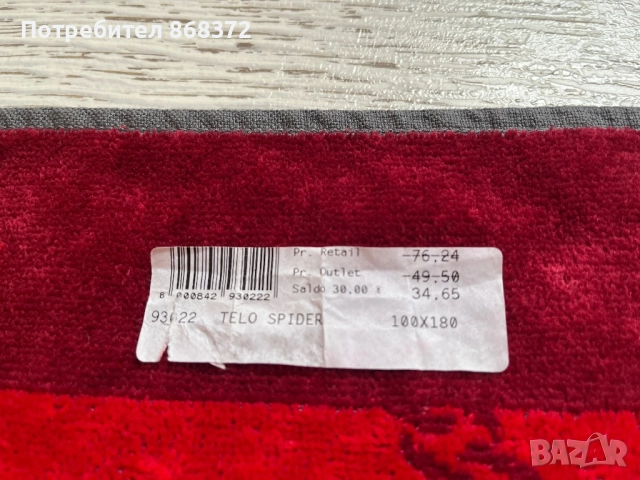 Потребител 868372
Pr. Retail 76,24
Pr. Outlet 49,50
Saldo 30.00 % 34,65
8 000842 930222
TELO SPIDER 100X180
BAZAR